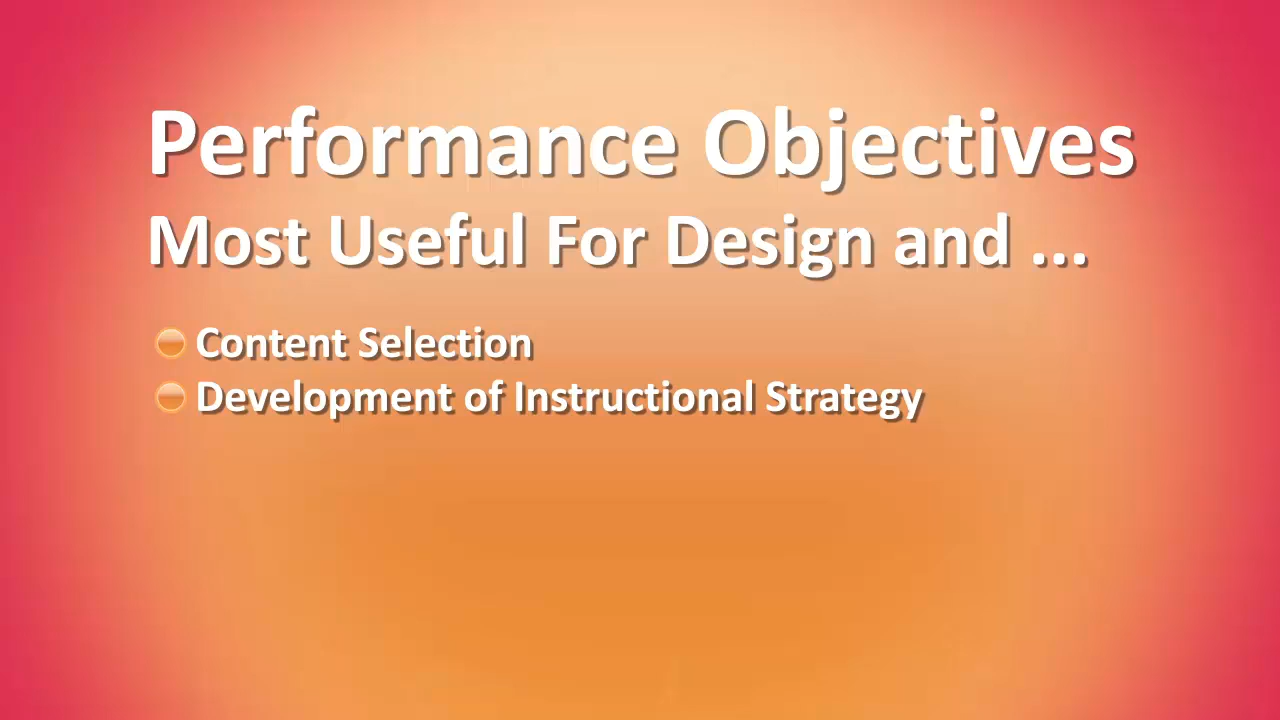 Performance Objectives
Most Useful For Design and ...
Content Selection
Development of Instructional Strategy